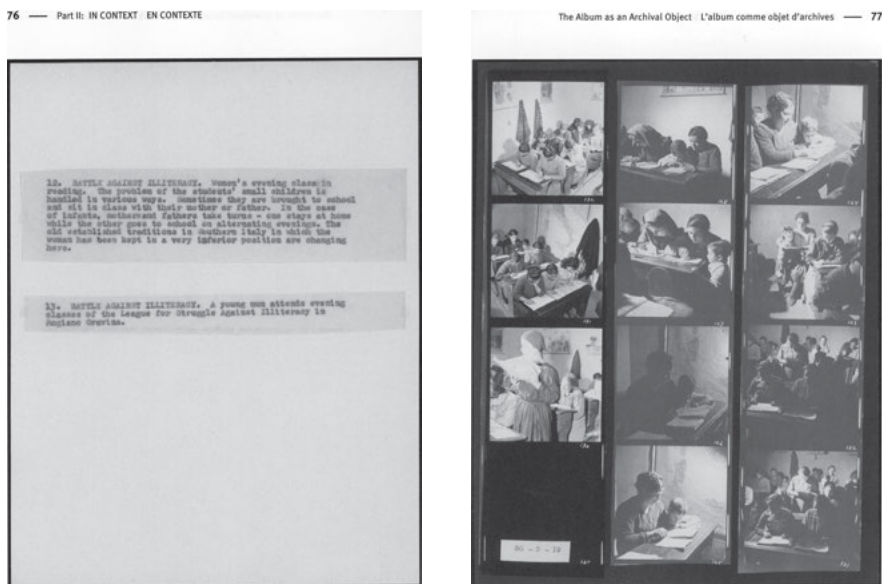 76 — Part II: IN CONTEXT EN CONTEXTE
12. BATTLE AGAINST ILLITERACY. Women's evening class in
reading. The problem of the students' small children is
handled in various ways. Sometimes they are brought to school
and sit in class with their mother or father. In the case
of infants, mothers and fathers take turns - one stays at home
while the other goes to school on alternating evenings. The
old established traditions in Southern Italy in which the
woman has been kept in a very inferior position are changing
here.
13. BATTLE AGAINST ILLITERACY. A young man attends evening
classes of the League for Struggle Against Illiteracy in
The Album as an Archival Object L'album comme objet d'archives — 77